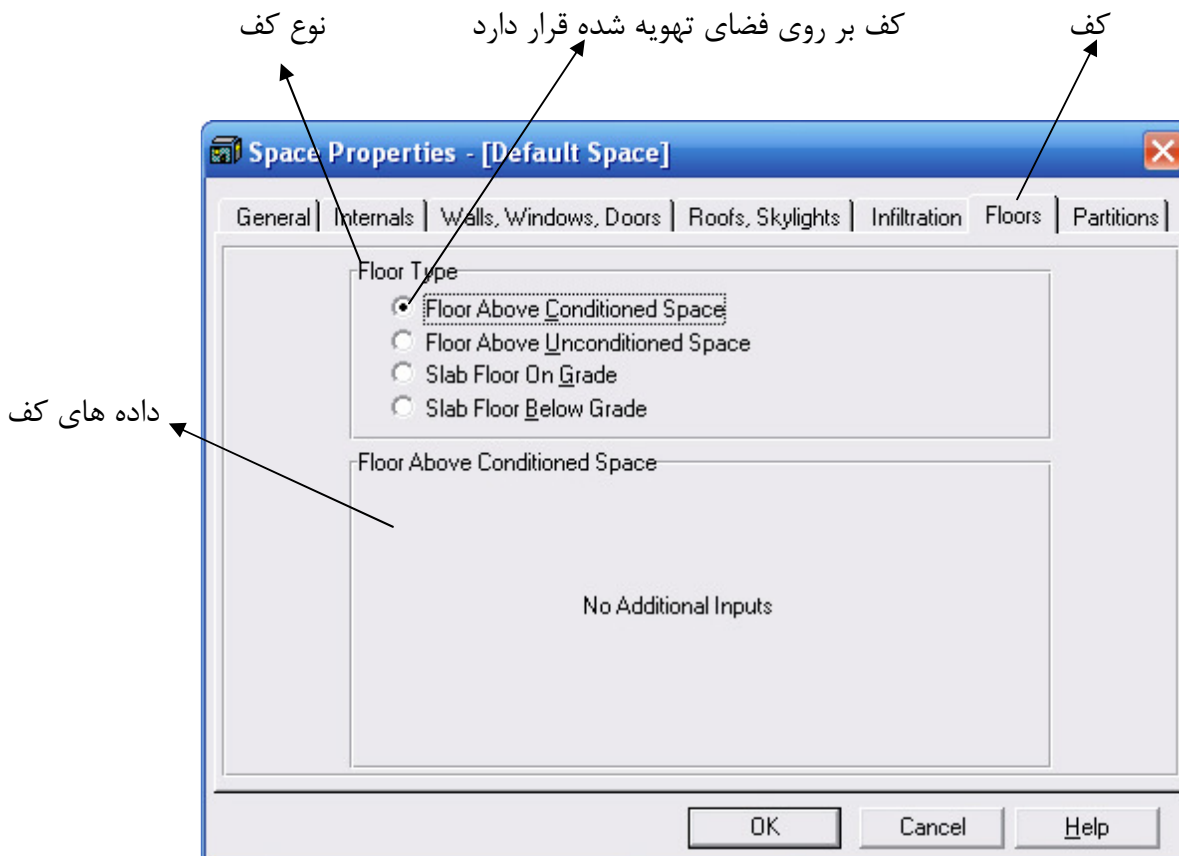 کف
کف بر روی فضای تهویه شده قرار دارد
نوع کف
Space Properties - [Default Space]
General Internals Walls, Windows, Doors Roofs, Skylights Infiltration Floors Partitions
Floor Type
Floor Above Conditioned Space
Floor Above Unconditioned Space
Slab Floor On Grade
Slab Floor Below Grade
داده های کف
Floor Above Conditioned Space
No Additional Inputs
OK Cancel Help